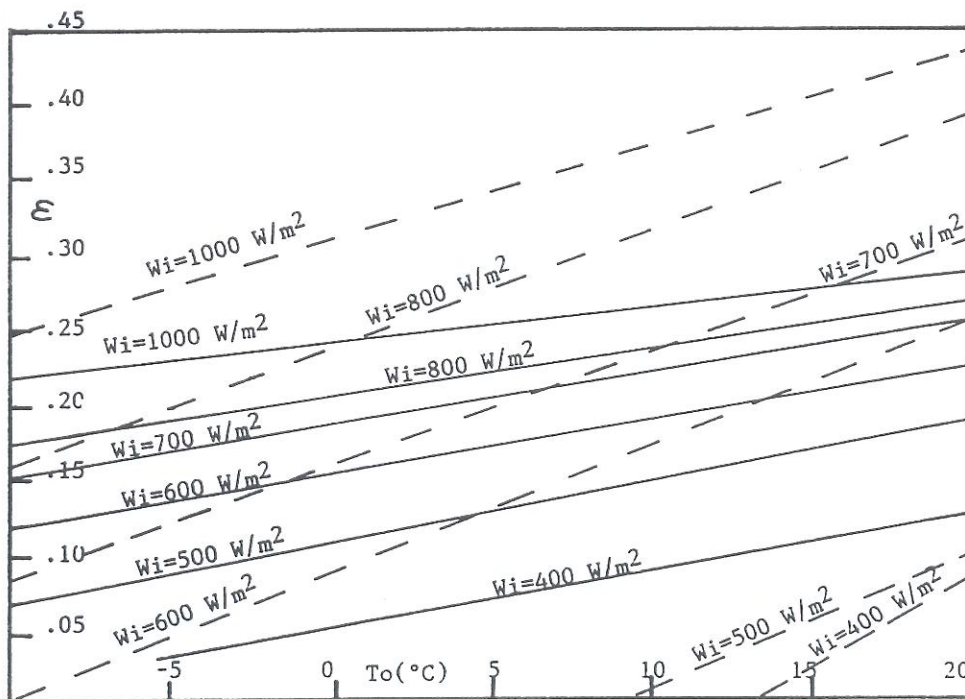 .45
.40
.35
ε
.30
Wi=1000 W/m²
Wi=700 W/m²
Wi=800 W/m²
.25
Wi=1000 W/m²
Wi=800 W/m²
.20
Wi=700 W/m²
.15
Wi=600 W/m²
.10
Wi=500 W/m²
Wi=400 W/m²
.05
Wi=600 W/m²
Wi=500 W/m²
Wi=400 W/m²
-5 0 To(°C) 5 10 15 20